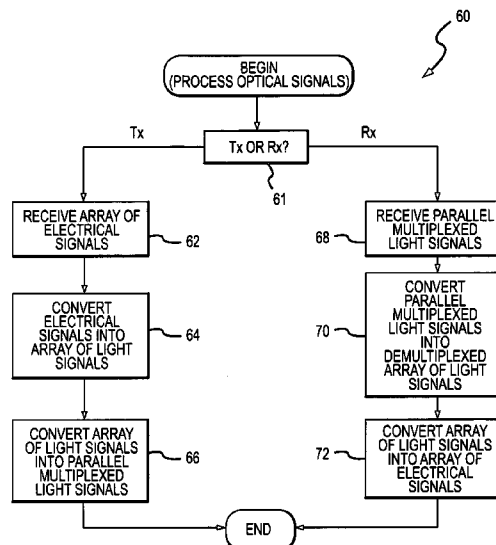 60
BEGIN
(PROCESS OPTICAL SIGNALS)
Tx
Tx OR Rx?
Rx
61
RECEIVE ARRAY OF
ELECTRICAL
SIGNALS
62
CONVERT
ELECTRICAL
SIGNALS INTO
ARRAY OF LIGHT
SIGNALS
64
CONVERT ARRAY
OF LIGHT SIGNALS
INTO PARALLEL
MULTIPLEXED
LIGHT SIGNALS
66
RECEIVE PARALLEL
MULTIPLEXED
LIGHT SIGNALS
68
CONVERT
PARALLEL
MULTIPLEXED
LIGHT SIGNALS
INTO
DEMULTIPLEXED
ARRAY OF LIGHT
SIGNALS
70
CONVERT ARRAY
OF LIGHT SIGNALS
INTO ARRAY OF
ELECTRICAL
SIGNALS
72
END